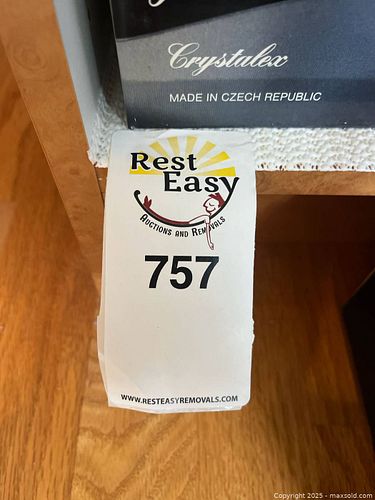 Crystalex
MADE IN CZECH REPUBLIC
Rest
Easy
AUCTIONS AND REMOVALS
757
WWW.RESTEASYREMOVALS.COM
Copyright 2025 - maxsold.com